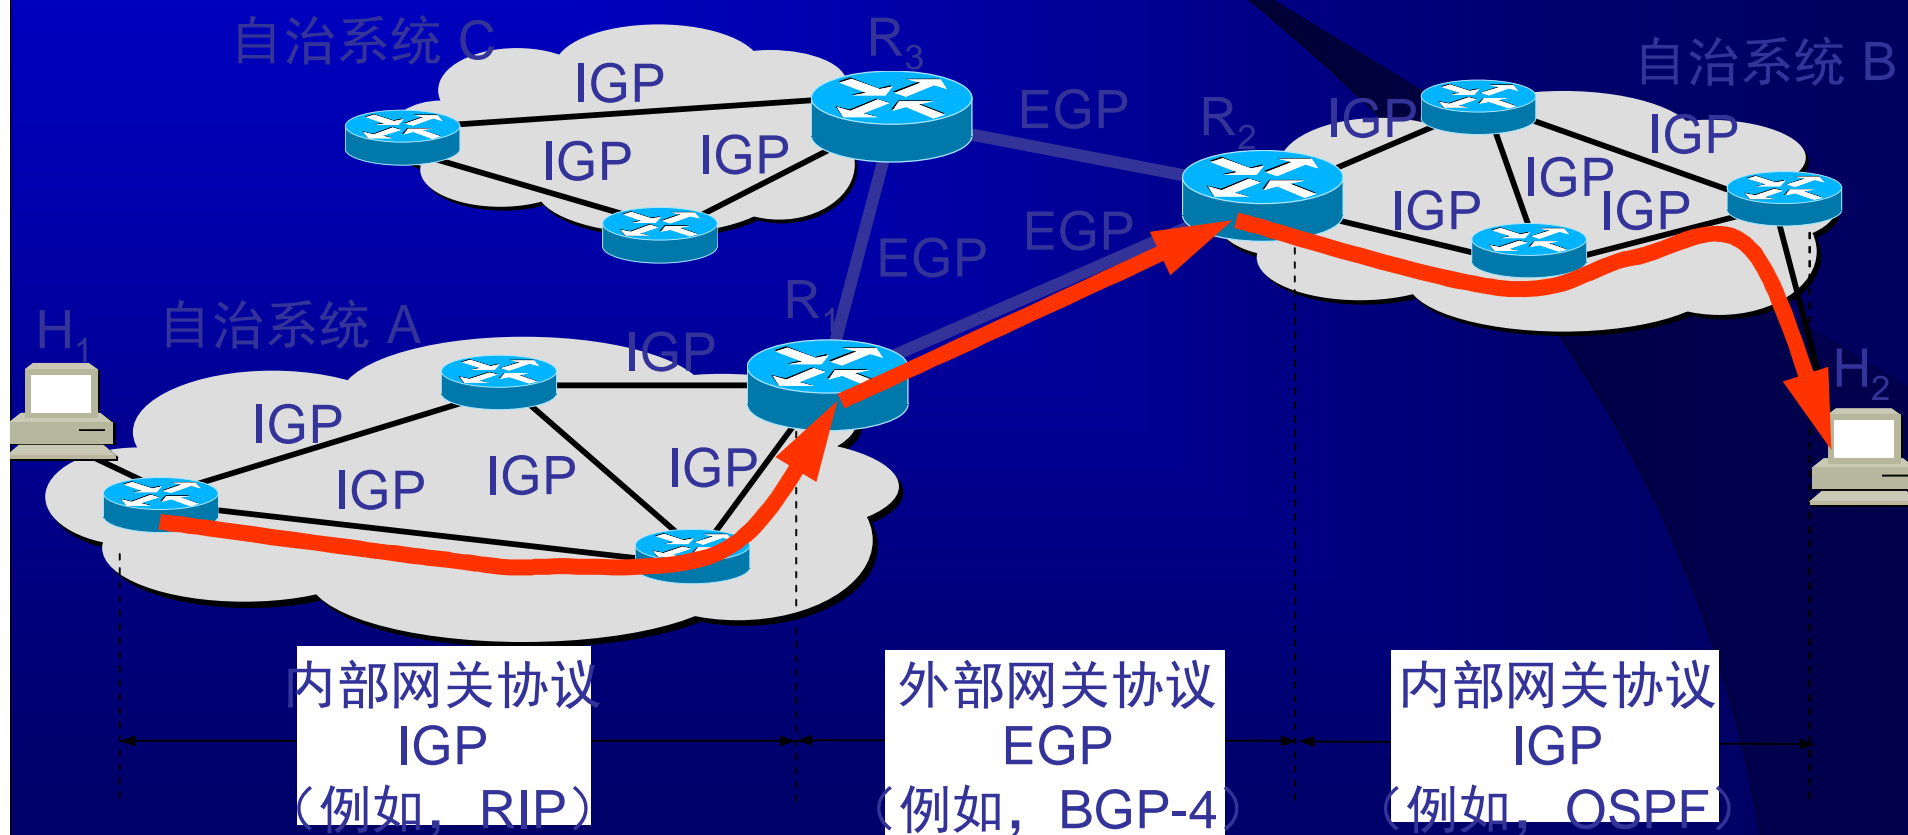 自治系统 C
R3
自治系统 B
IGP
EGP
R2
IGP
IGP
IGP
IGP
IGP
IGP
IGP
EGP
EGP
自治系统 A
R1
H1
IGP
H2
IGP
IGP
IGP
IGP
内部网关协议
IGP
（例如，RIP）
外部网关协议
EGP
（例如，BGP-4）
内部网关协议
IGP
（例如，OSPF）